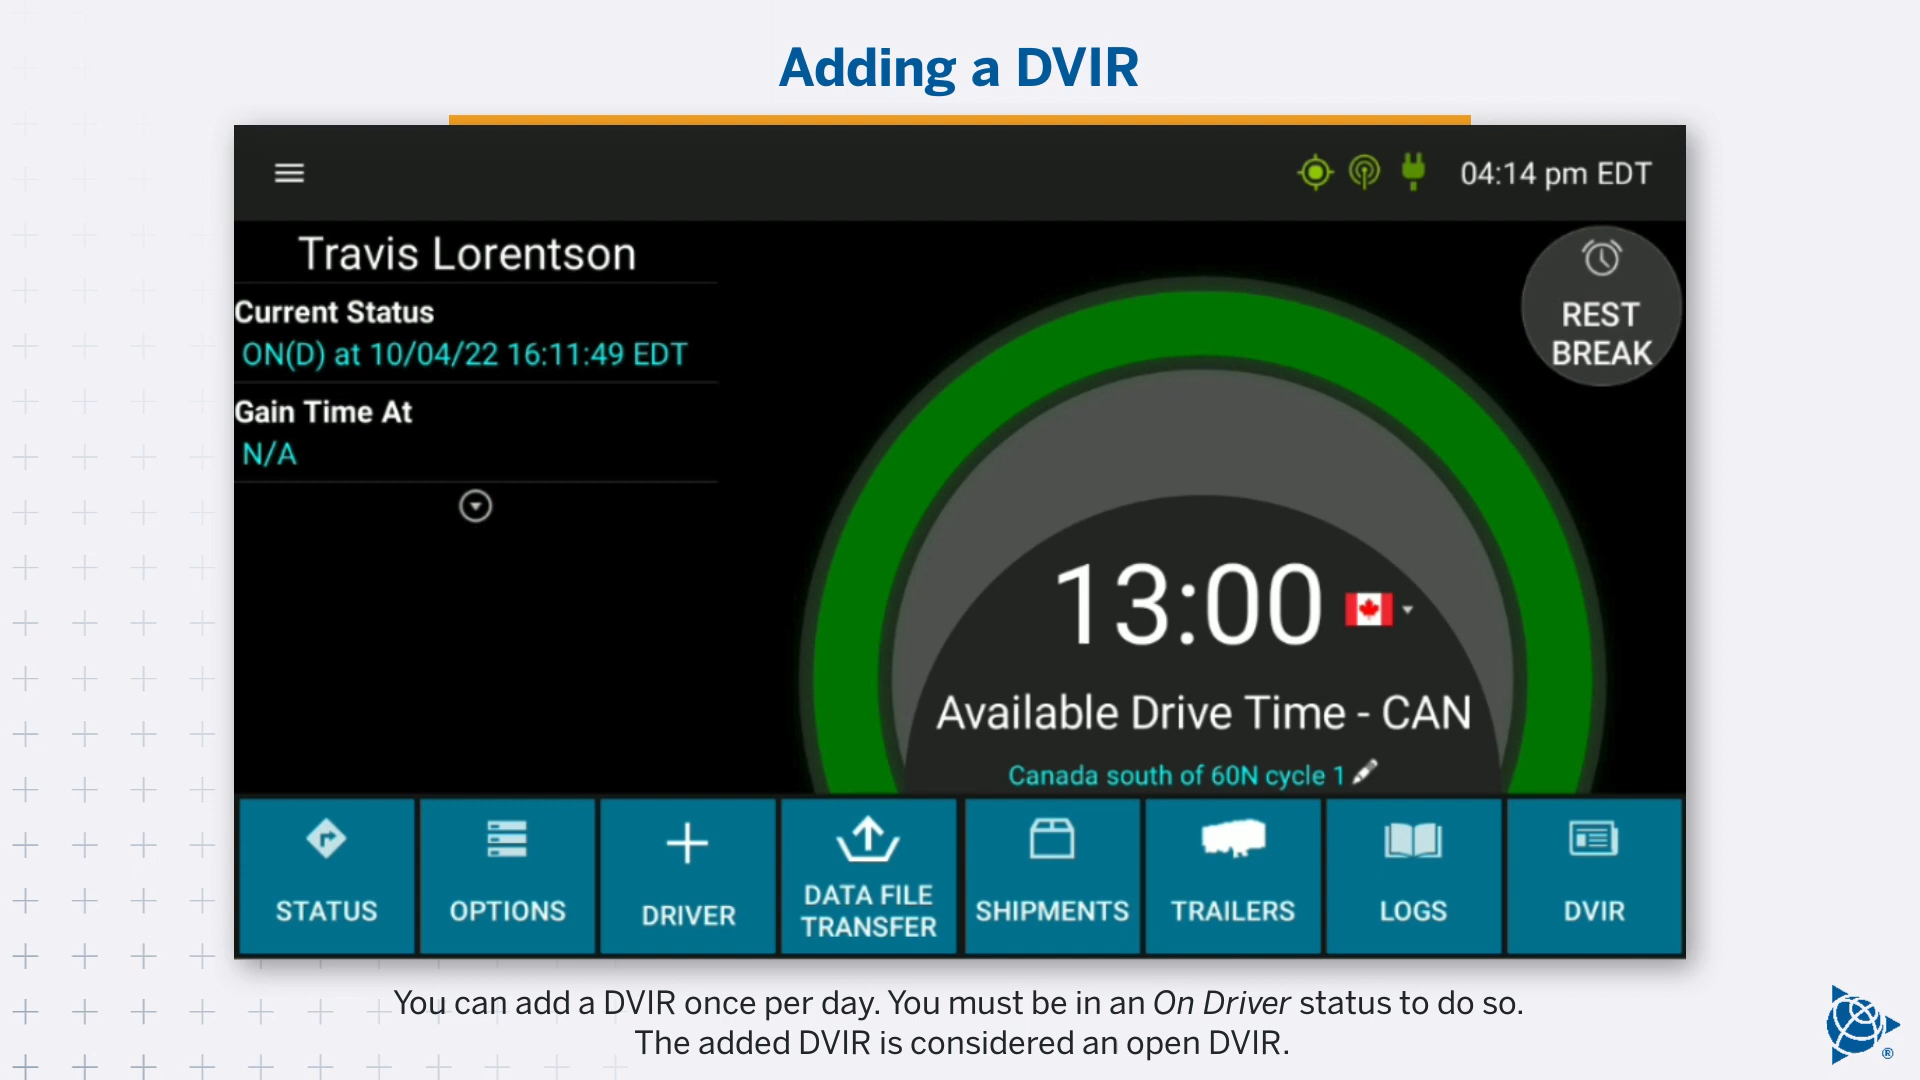 Adding a DVIR
04:14 pm EDT
Travis Lorentson
Current Status
ON(D) at 10/04/22 16:11:49 EDT
Gain Time At
N/A
REST
BREAK
13:00
Available Drive Time - CAN
Canada south of 60N cycle 1
STATUS
OPTIONS
DRIVER
DATA FILE
TRANSFER
SHIPMENTS
TRAILERS
LOGS
DVIR
You can add a DVIR once per day. You must be in an On Driver status to do so.
The added DVIR is considered an open DVIR.
®